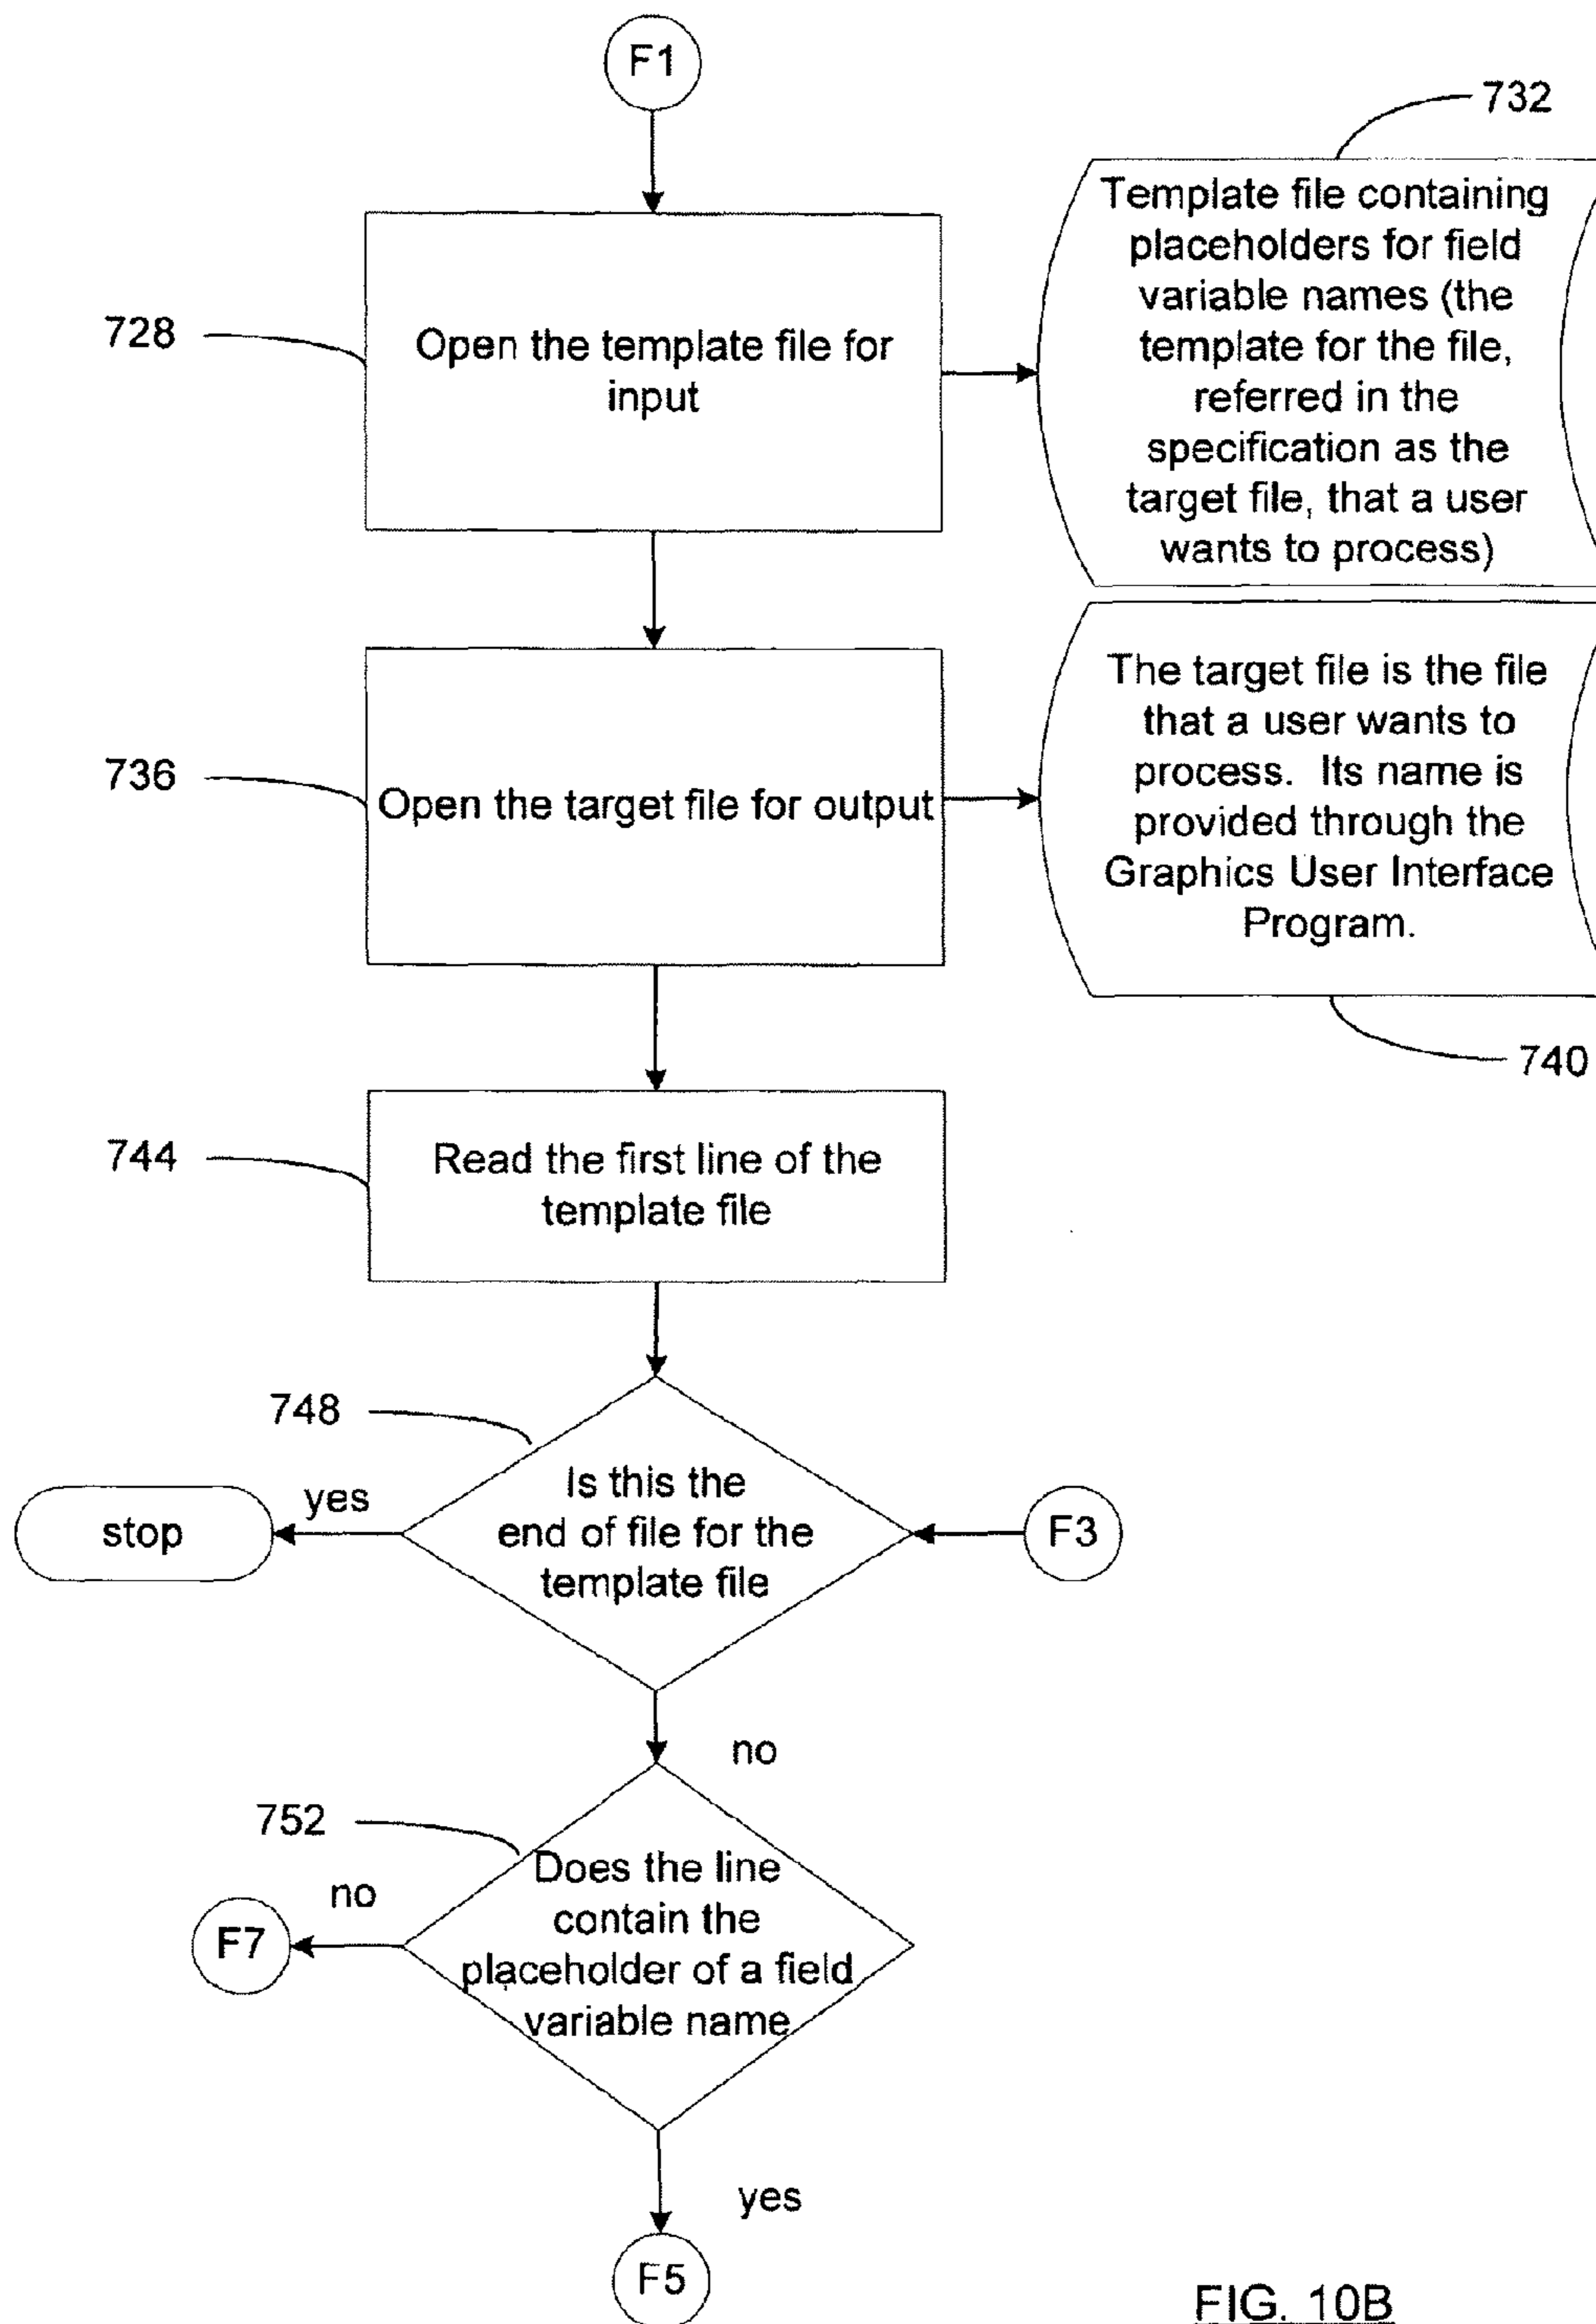 F1
732
Template file containing
placeholders for field
variable names (the
template for the file,
referred in the
specification as the
target file, that a user
wants to process)
728
Open the template file for
input
The target file is the file
that a user wants to
process. Its name is
provided through the
Graphics User Interface
Program.
736
Open the target file for output
740
744
Read the first line of the
template file
748
Is this the
end of file for the
template file
yes
stop
F3
no
752
Does the line
contain the
placeholder of a field
variable name
no
F7
yes
F5
FIG. 10B